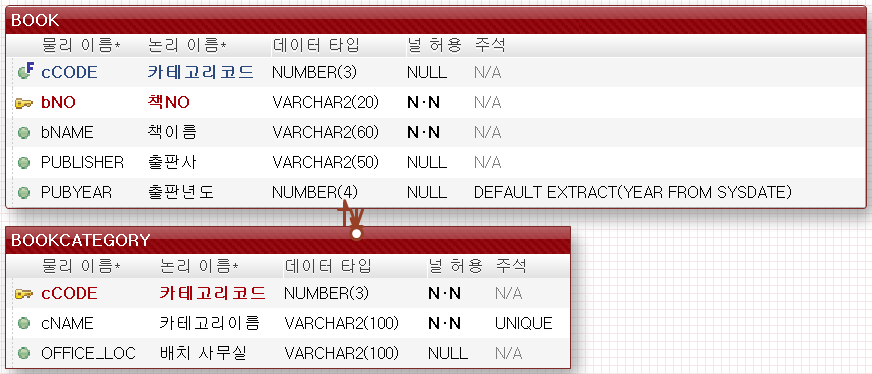 BOOK
물리 이름* 논리 이름* 데이터 타입 널 허용 주석
F cCODE 카테고리코드 NUMBER(3) NULL N/A
bNO 책NO VARCHAR2(20) N·N N/A
bNAME 책이름 VARCHAR2(60) N·N N/A
PUBLISHER 출판사 VARCHAR2(50) NULL N/A
PUBYEAR 출판년도 NUMBER(4) NULL DEFAULT EXTRACT(YEAR FROM SYSDATE)
BOOKCATEGORY
물리 이름* 논리 이름* 데이터 타입 널 허용 주석
cCODE 카테고리코드 NUMBER(3) N·N N/A
cNAME 카테고리이름 VARCHAR2(100) N·N UNIQUE
OFFICE_LOC 배치 사무실 VARCHAR2(100) NULL N/A